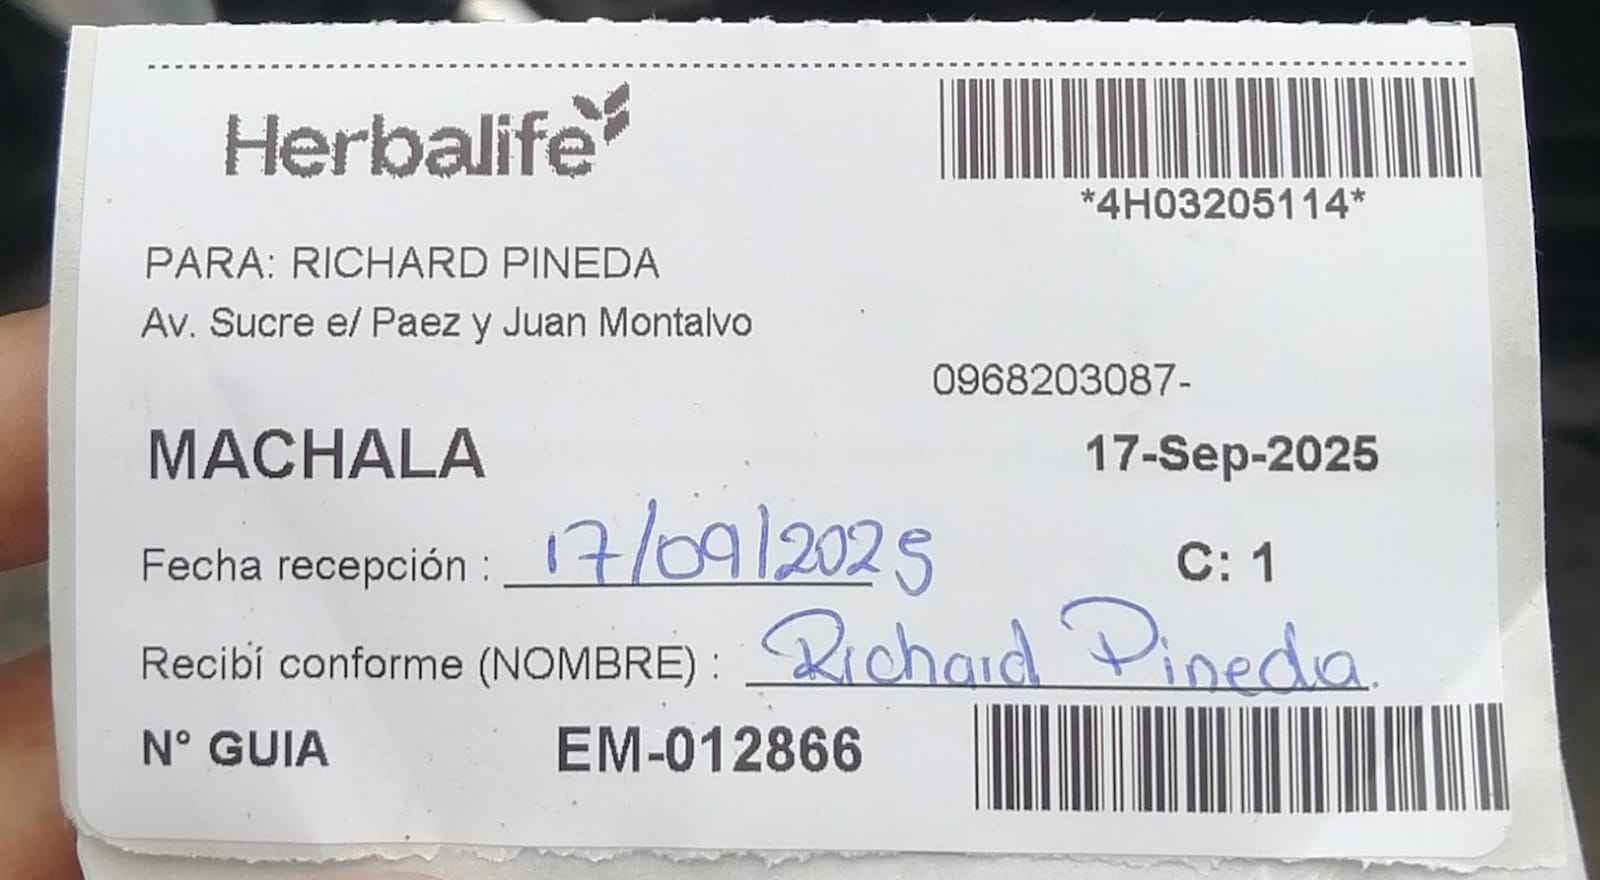 Herbalife
*4H03205114*
PARA: RICHARD PINEDA
Av. Sucre e/ Paez y Juan Montalvo
0968203087-
MACHALA 17-Sep-2025
Fecha recepción : 17/09/2025 C: 1
Recibí conforme (NOMBRE) : Richard Pineda.
N° GUIA EM-012866